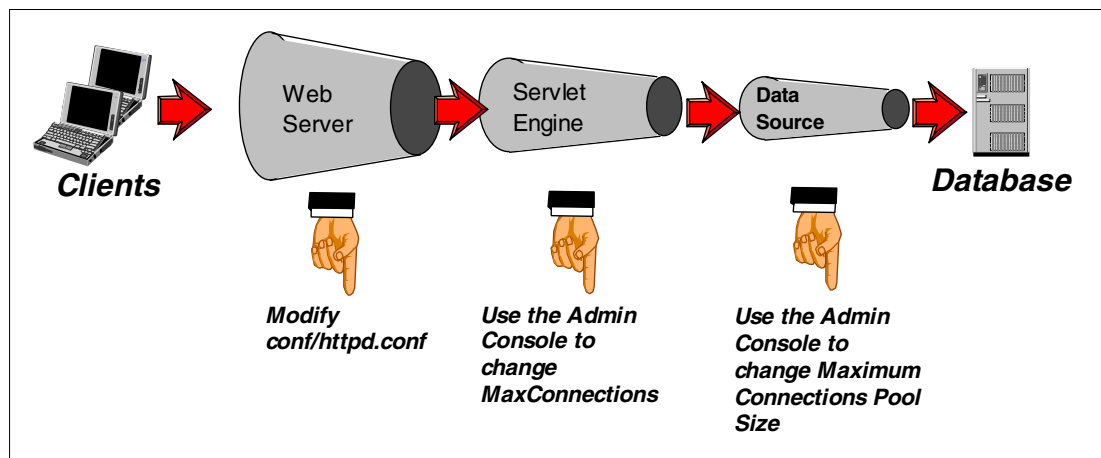 Web
Server
Servlet
Engine
Data
Source
Clients
Database
Modify
conf/httpd.conf
Use the Admin
Console to
change
MaxConnections
Use the Admin
Console to
change Maximum
Connections Pool
Size